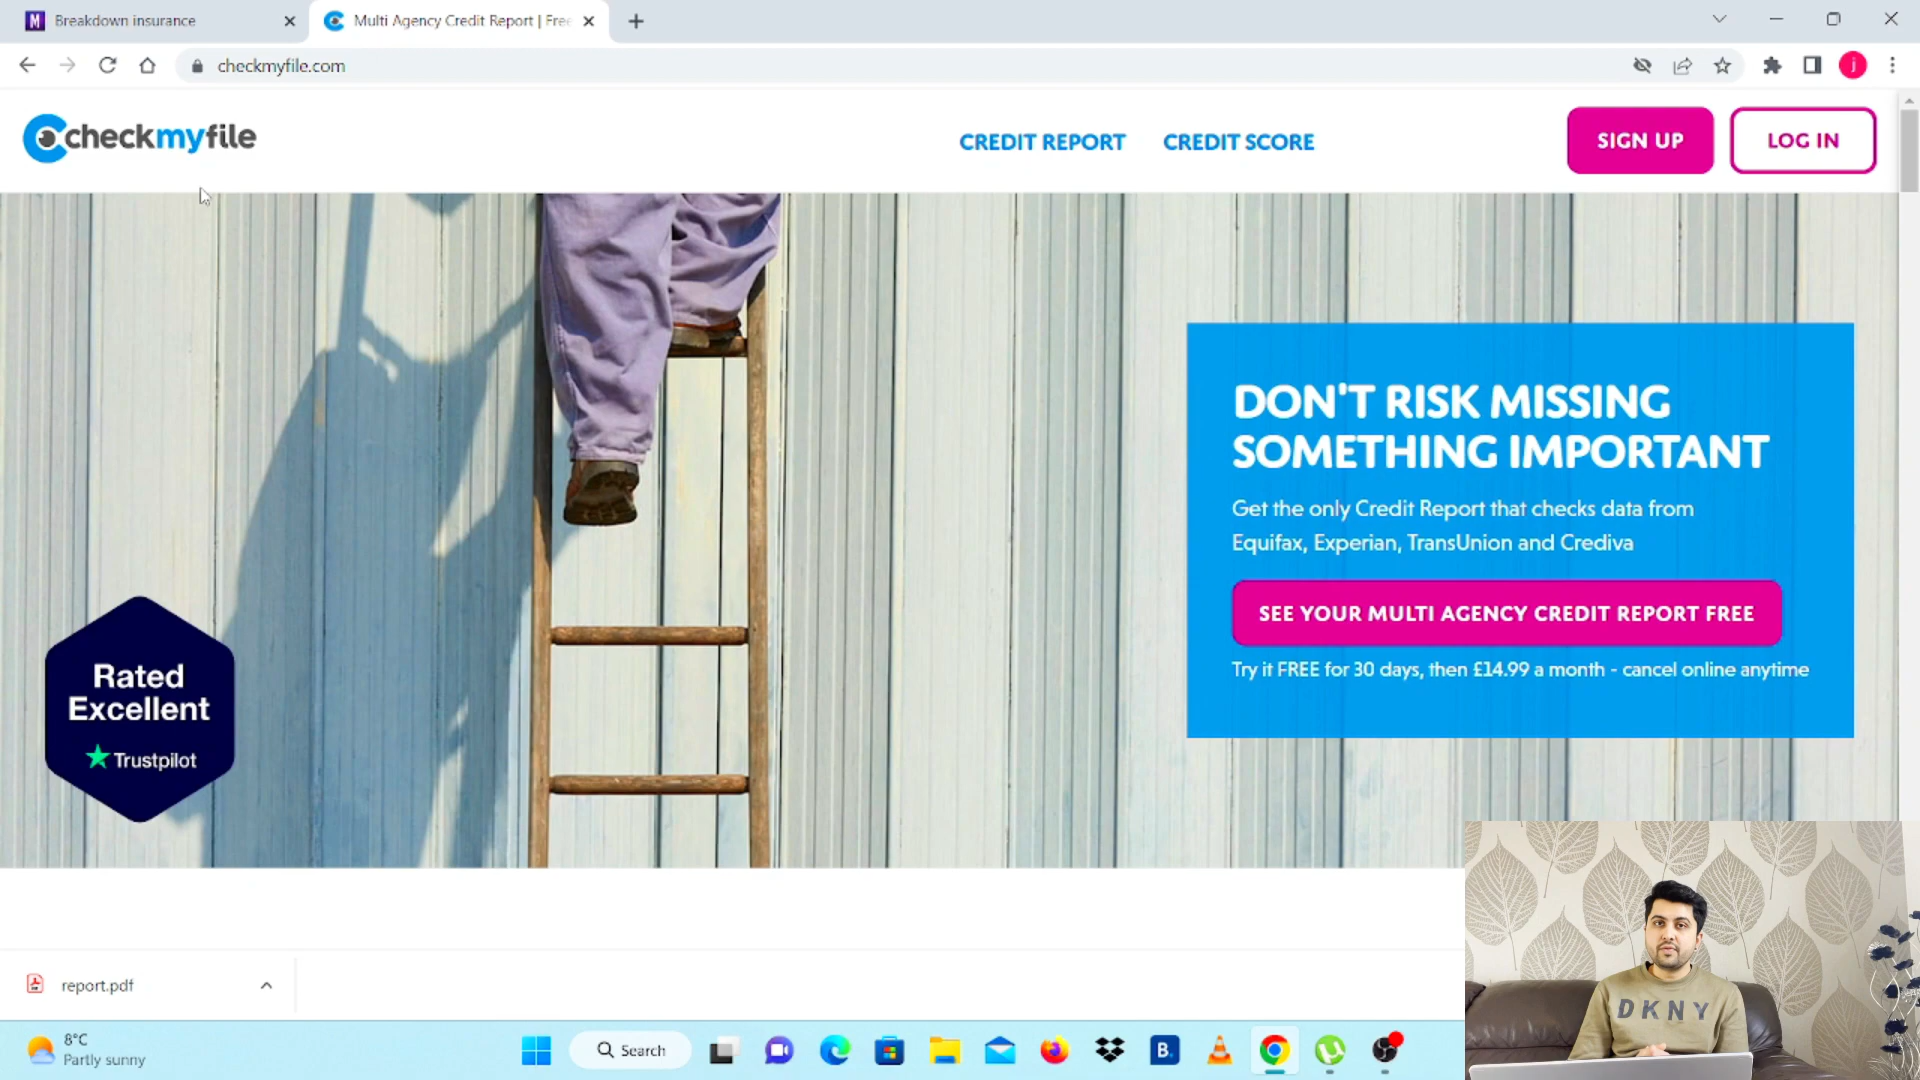 M Breakdown insurance
Multi Agency Credit Report | Free
checkmyfile.com
j
checkmyfile
CREDIT REPORT
CREDIT SCORE
SIGN UP
LOG IN
DON'T RISK MISSING
SOMETHING IMPORTANT
Get the only Credit Report that checks data from
Equifax, Experian, TransUnion and Crediva
SEE YOUR MULTI AGENCY CREDIT REPORT FREE
Try it FREE for 30 days, then £14.99 a month - cancel online anytime
Rated
Excellent
Trustpilot
DKNY
report.pdf
8°C
Partly sunny
Search
B.